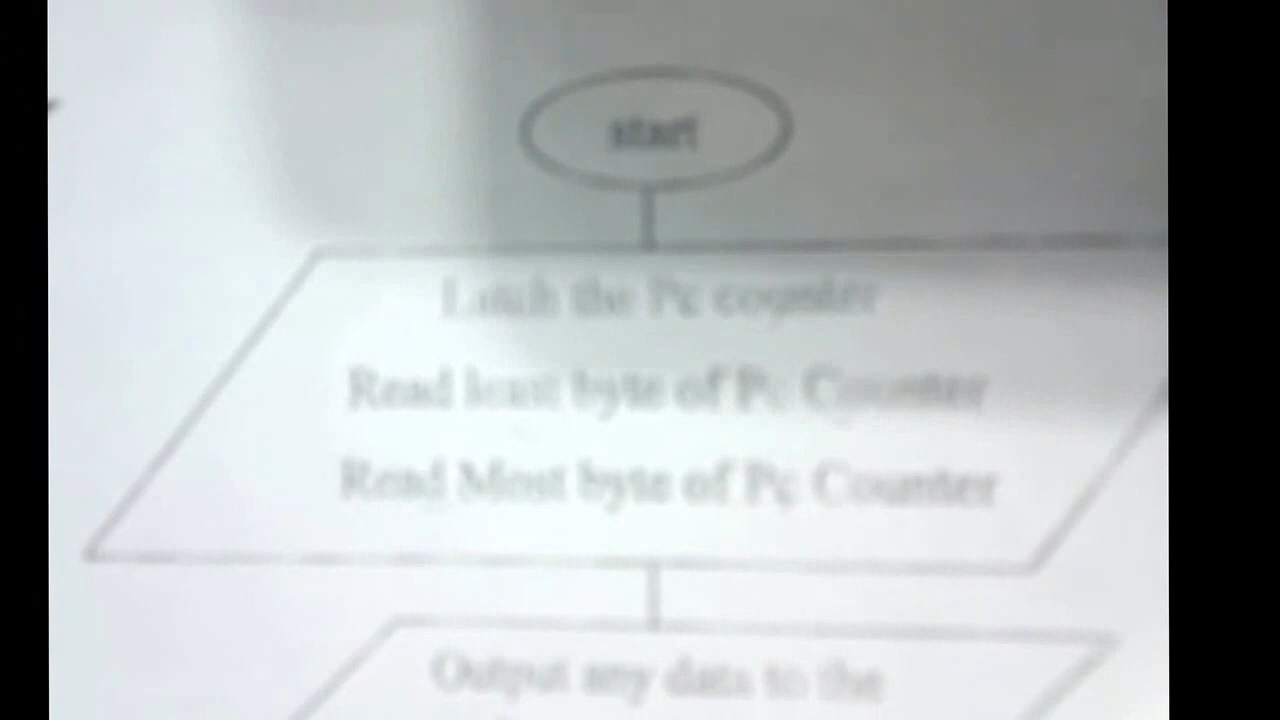 start
Latch the Pc counter
Read least byte of Pc Counter
Read Most byte of Pc Counter
Output any data to the